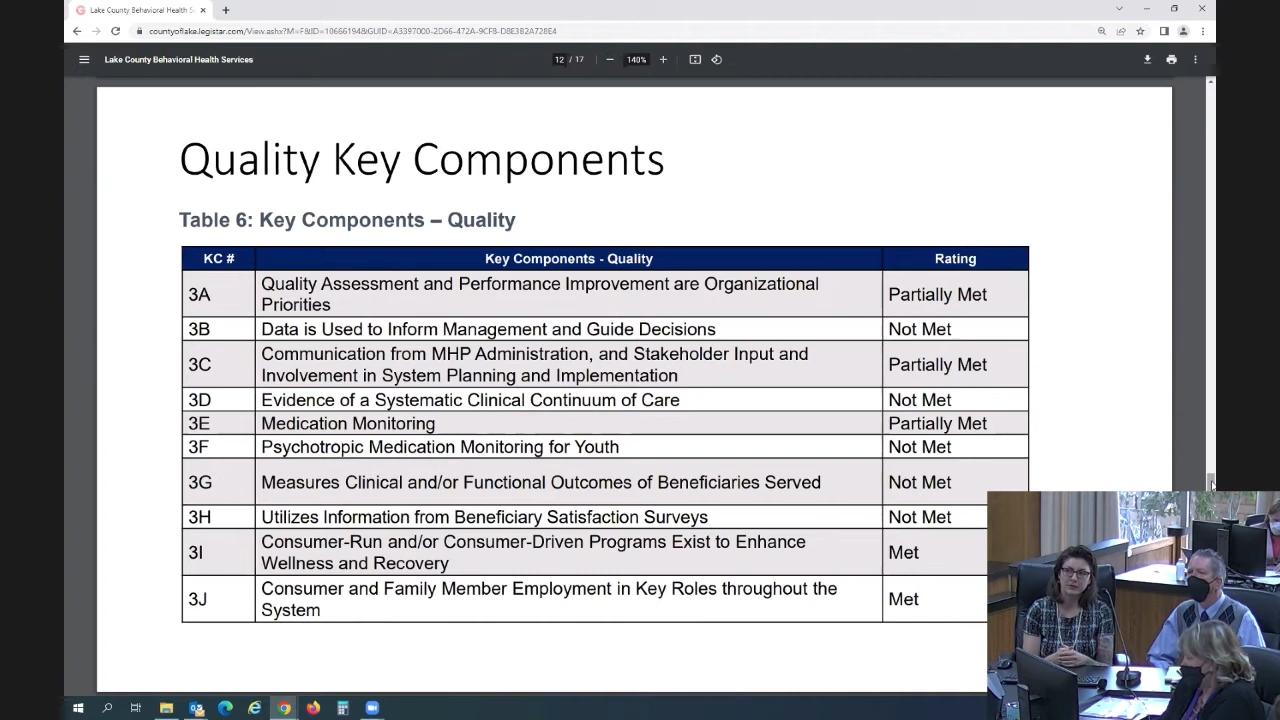 Lake County Behavioral Health S
countyoflake.legistar.com/View.ashx?M=F&ID=10666194&GUID=A3397000-2D66-472A-9CFB-D8E3B2A728E4
Lake County Behavioral Health Services
12 / 17
140%
Quality Key Components
Table 6: Key Components – Quality
KC # Key Components - Quality Rating
3A Quality Assessment and Performance Improvement are Organizational Priorities Partially Met
3B Data is Used to Inform Management and Guide Decisions Not Met
3C Communication from MHP Administration, and Stakeholder Input and Involvement in System Planning and Implementation Partially Met
3D Evidence of a Systematic Clinical Continuum of Care Not Met
3E Medication Monitoring Partially Met
3F Psychotropic Medication Monitoring for Youth Not Met
3G Measures Clinical and/or Functional Outcomes of Beneficiaries Served Not Met
3H Utilizes Information from Beneficiary Satisfaction Surveys Not Met
3I Consumer-Run and/or Consumer-Driven Programs Exist to Enhance Wellness and Recovery Met
3J Consumer and Family Member Employment in Key Roles throughout the System Met